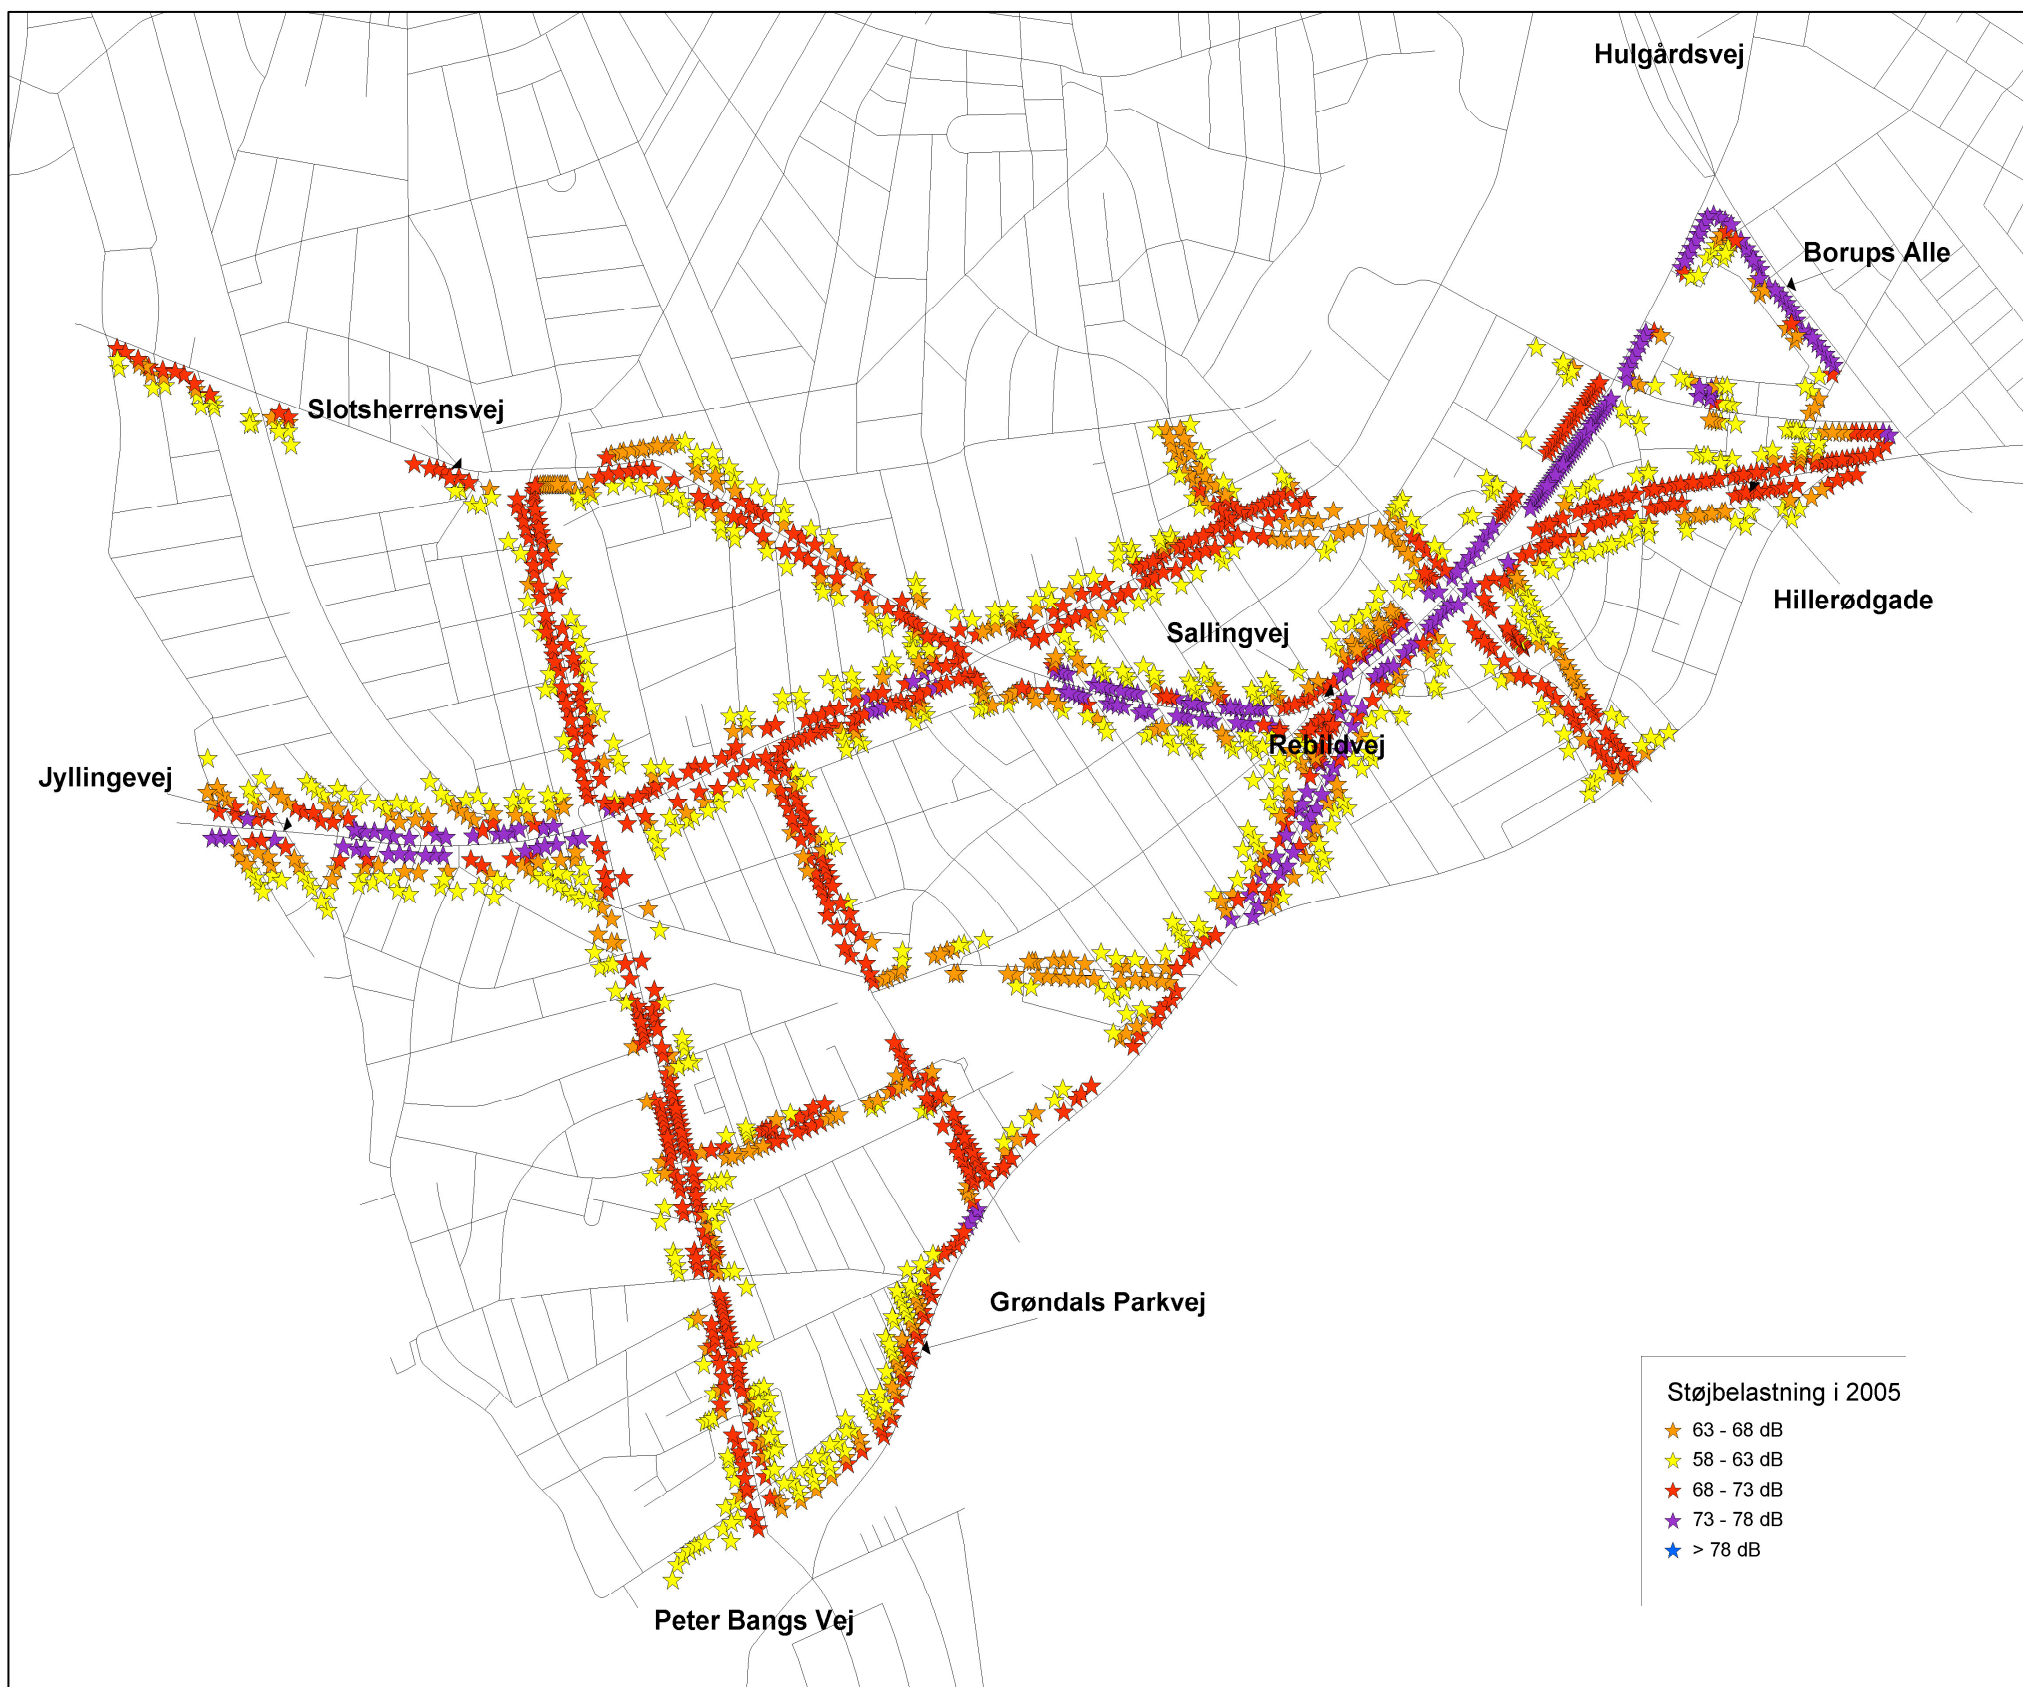 Hulgårdsvej
Borups Alle
Slotsherrensvej
Hillerødgade
Sallingvej
Rebildvej
Jyllingevej
Grøndals Parkvej
Støjbelastning i 2005
63 - 68 dB
58 - 63 dB
68 - 73 dB
73 - 78 dB
> 78 dB
Peter Bangs Vej